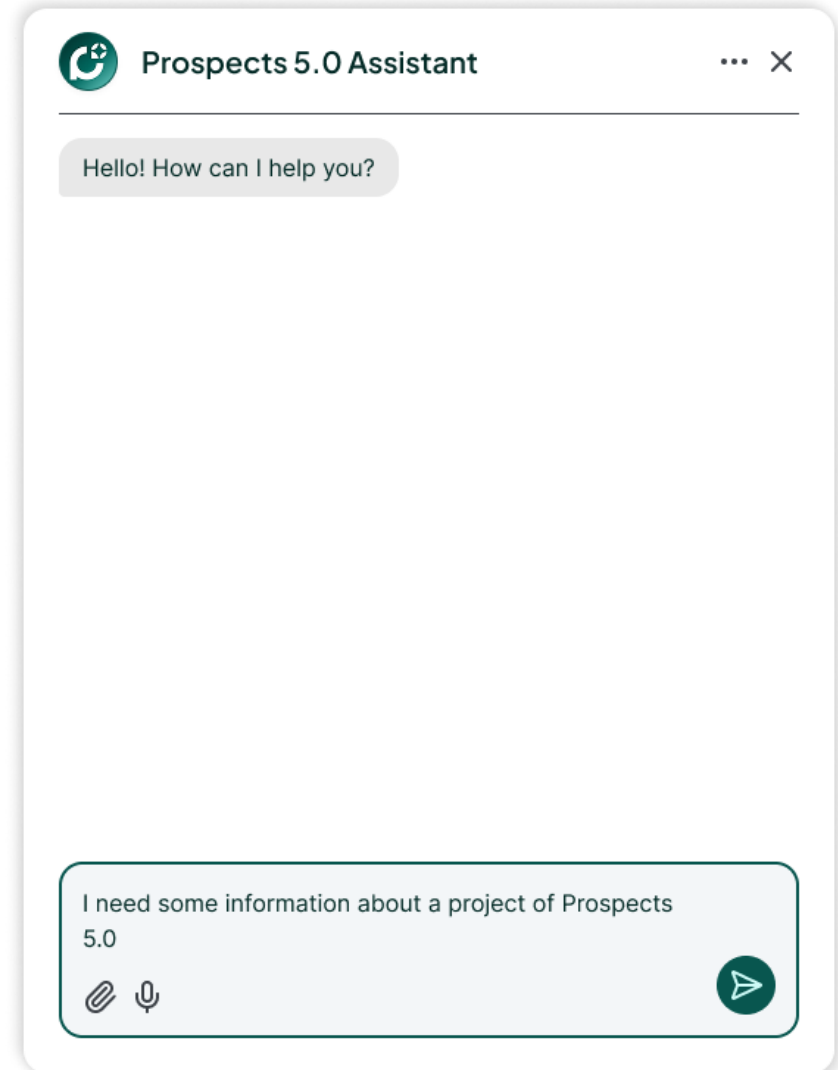 Prospects 5.0 Assistant
Hello! How can I help you?
I need some information about a project of Prospects
5.0